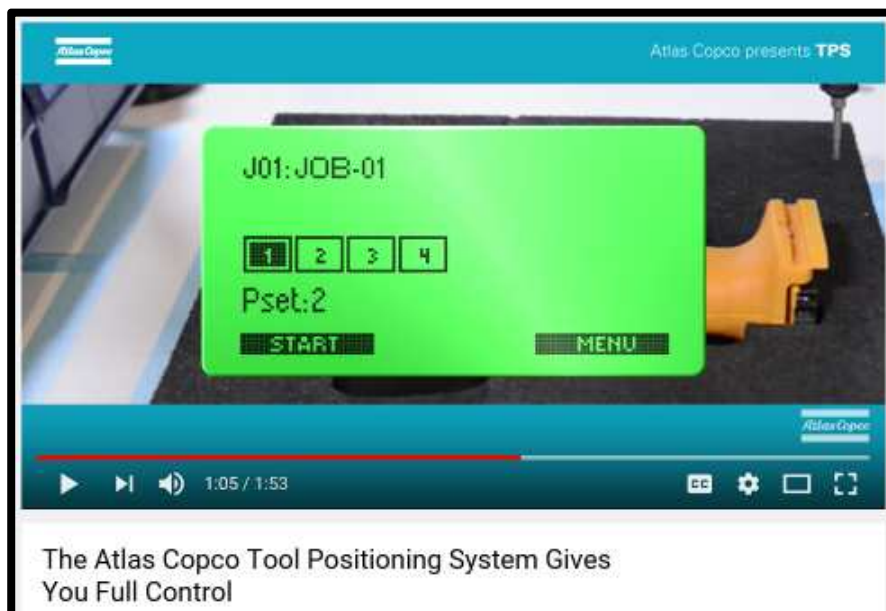 Atlas Copco
Atlas Copco presents TPS
J01:JOB-01
1 2 3 4
Pset:2
START MENU
Atlas Copco
1:05 / 1:53 CC
The Atlas Copco Tool Positioning System Gives
You Full Control